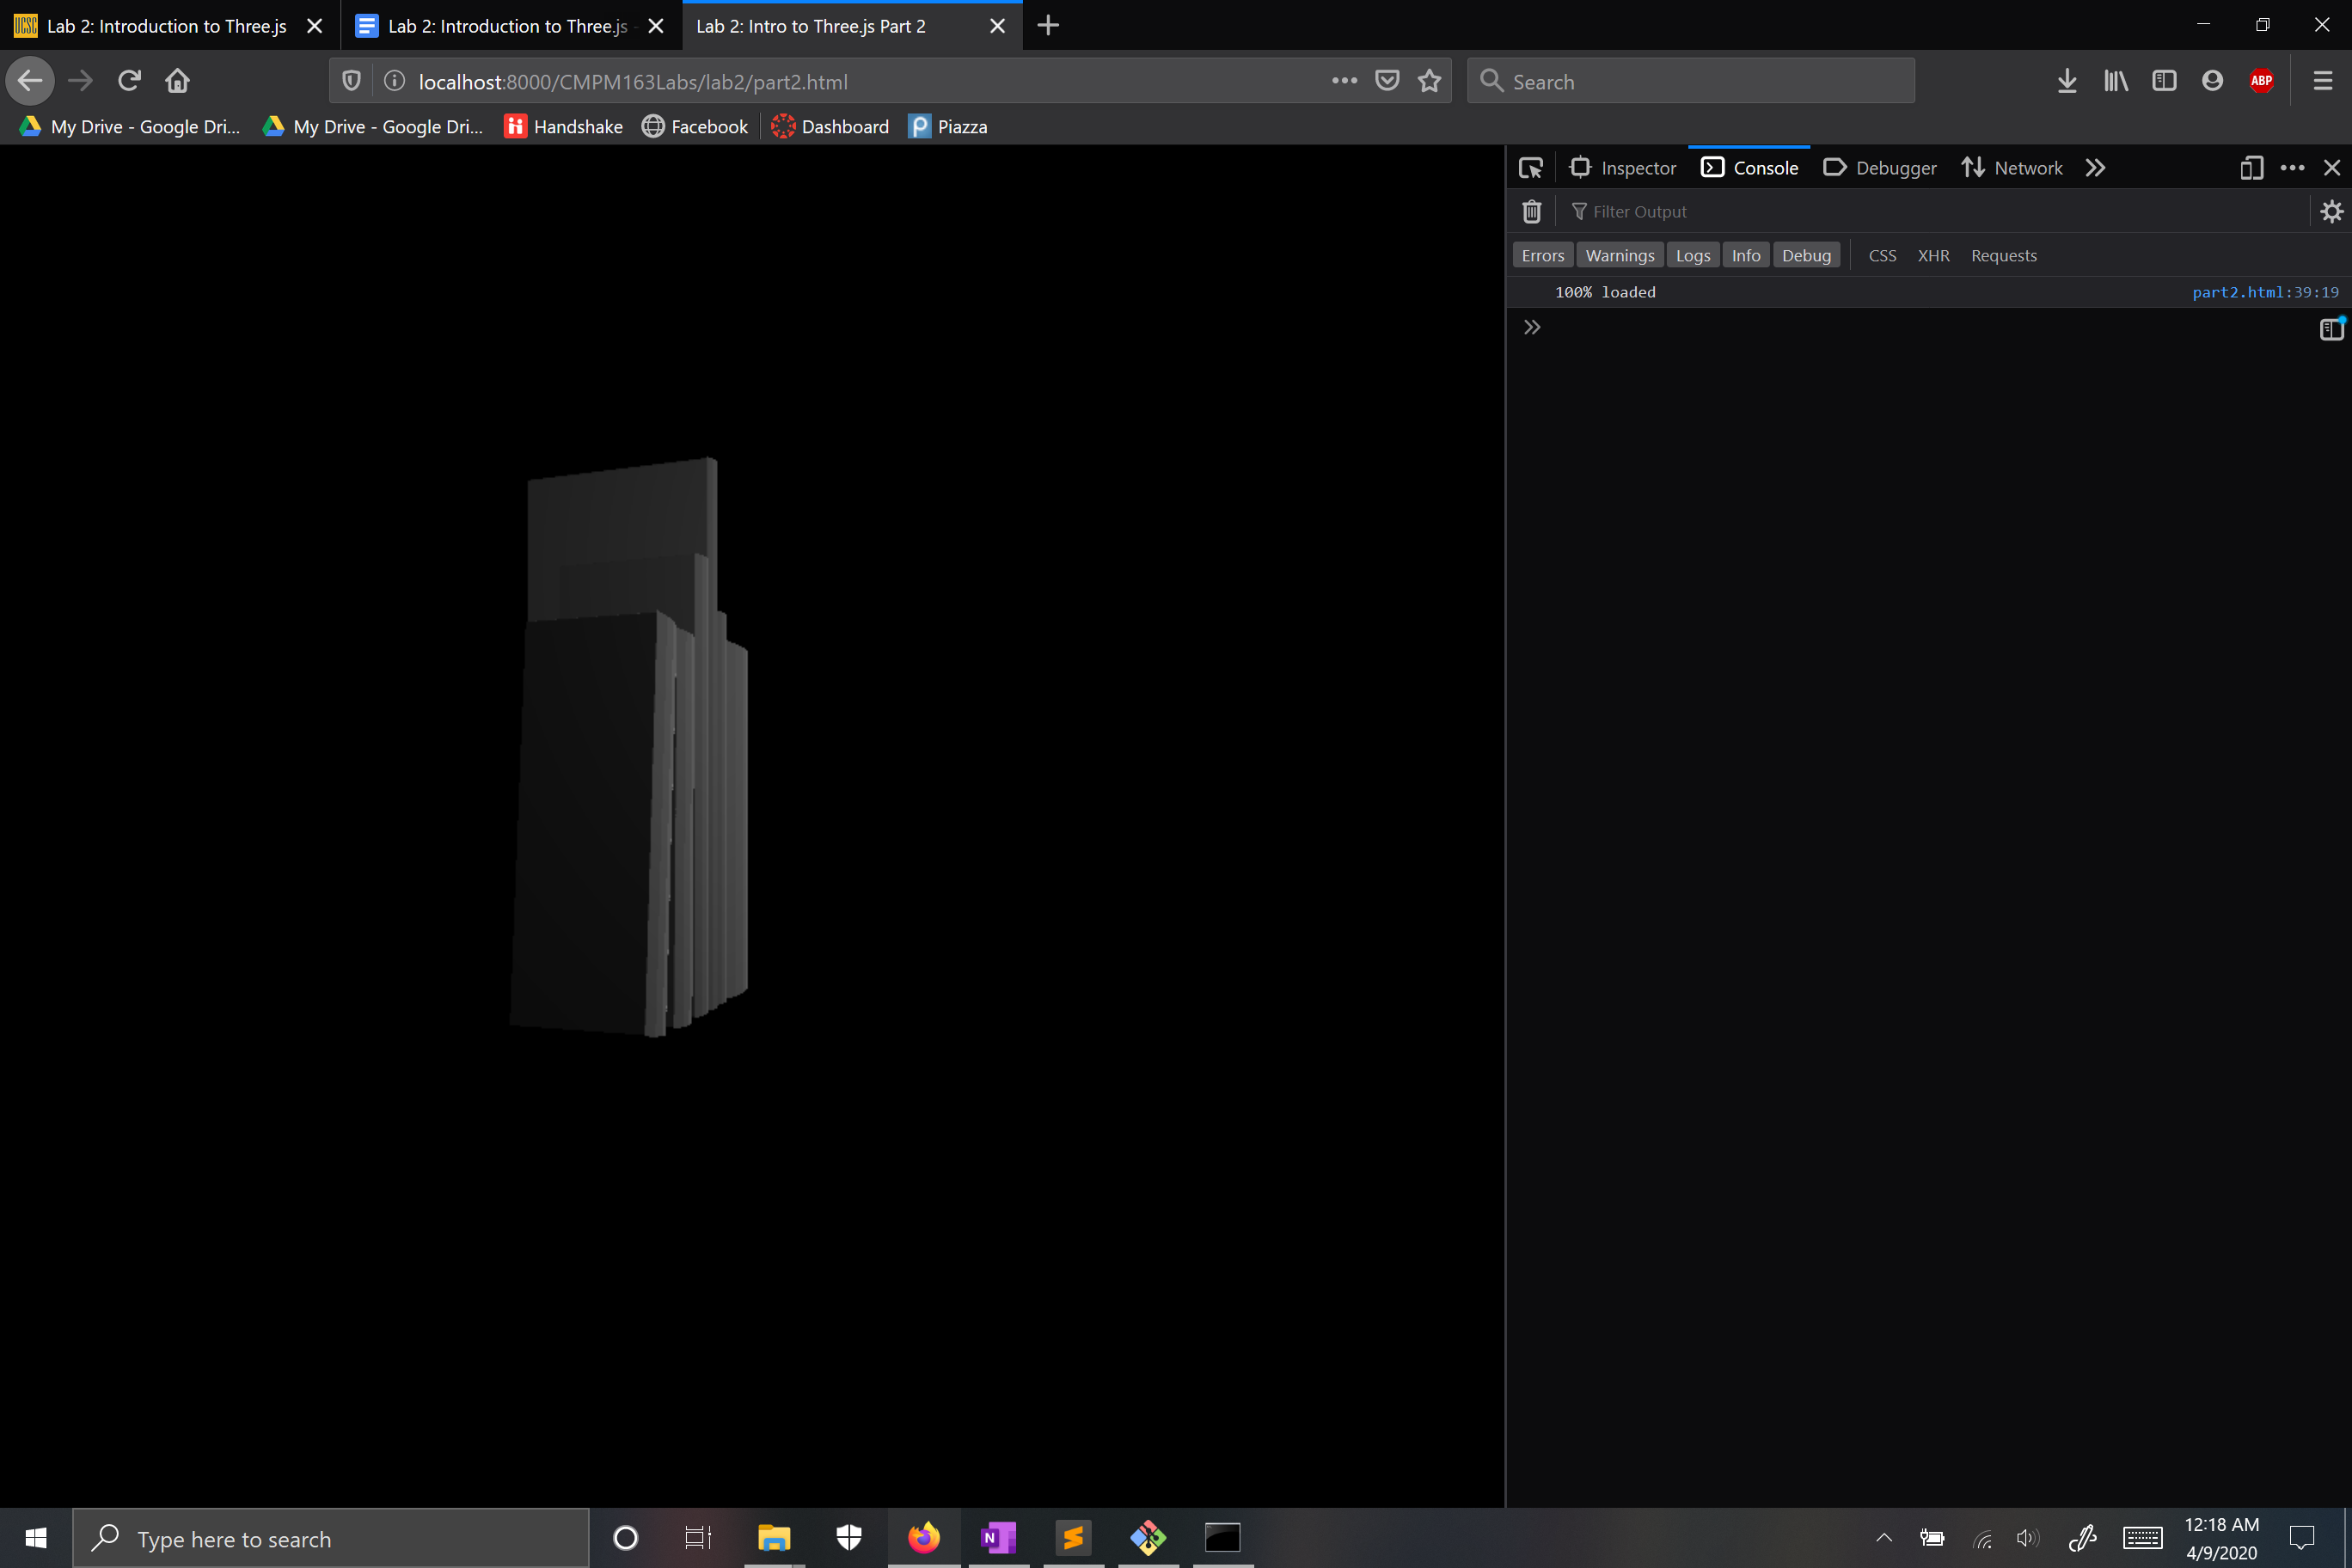 UCSC Lab 2: Introduction to Three.js
Lab 2: Introduction to Three.js -
Lab 2: Intro to Three.js Part 2
localhost:8000/CMPM163Labs/lab2/part2.html
Search
ABP
My Drive - Google Dri...
My Drive - Google Dri...
Handshake
Facebook
Dashboard
Piazza
Inspector
Console
Debugger
Network
Filter Output
Errors
Warnings
Logs
Info
Debug
CSS
XHR
Requests
100% loaded
part2.html:39:19
Type here to search
N
12:18 AM
4/9/2020